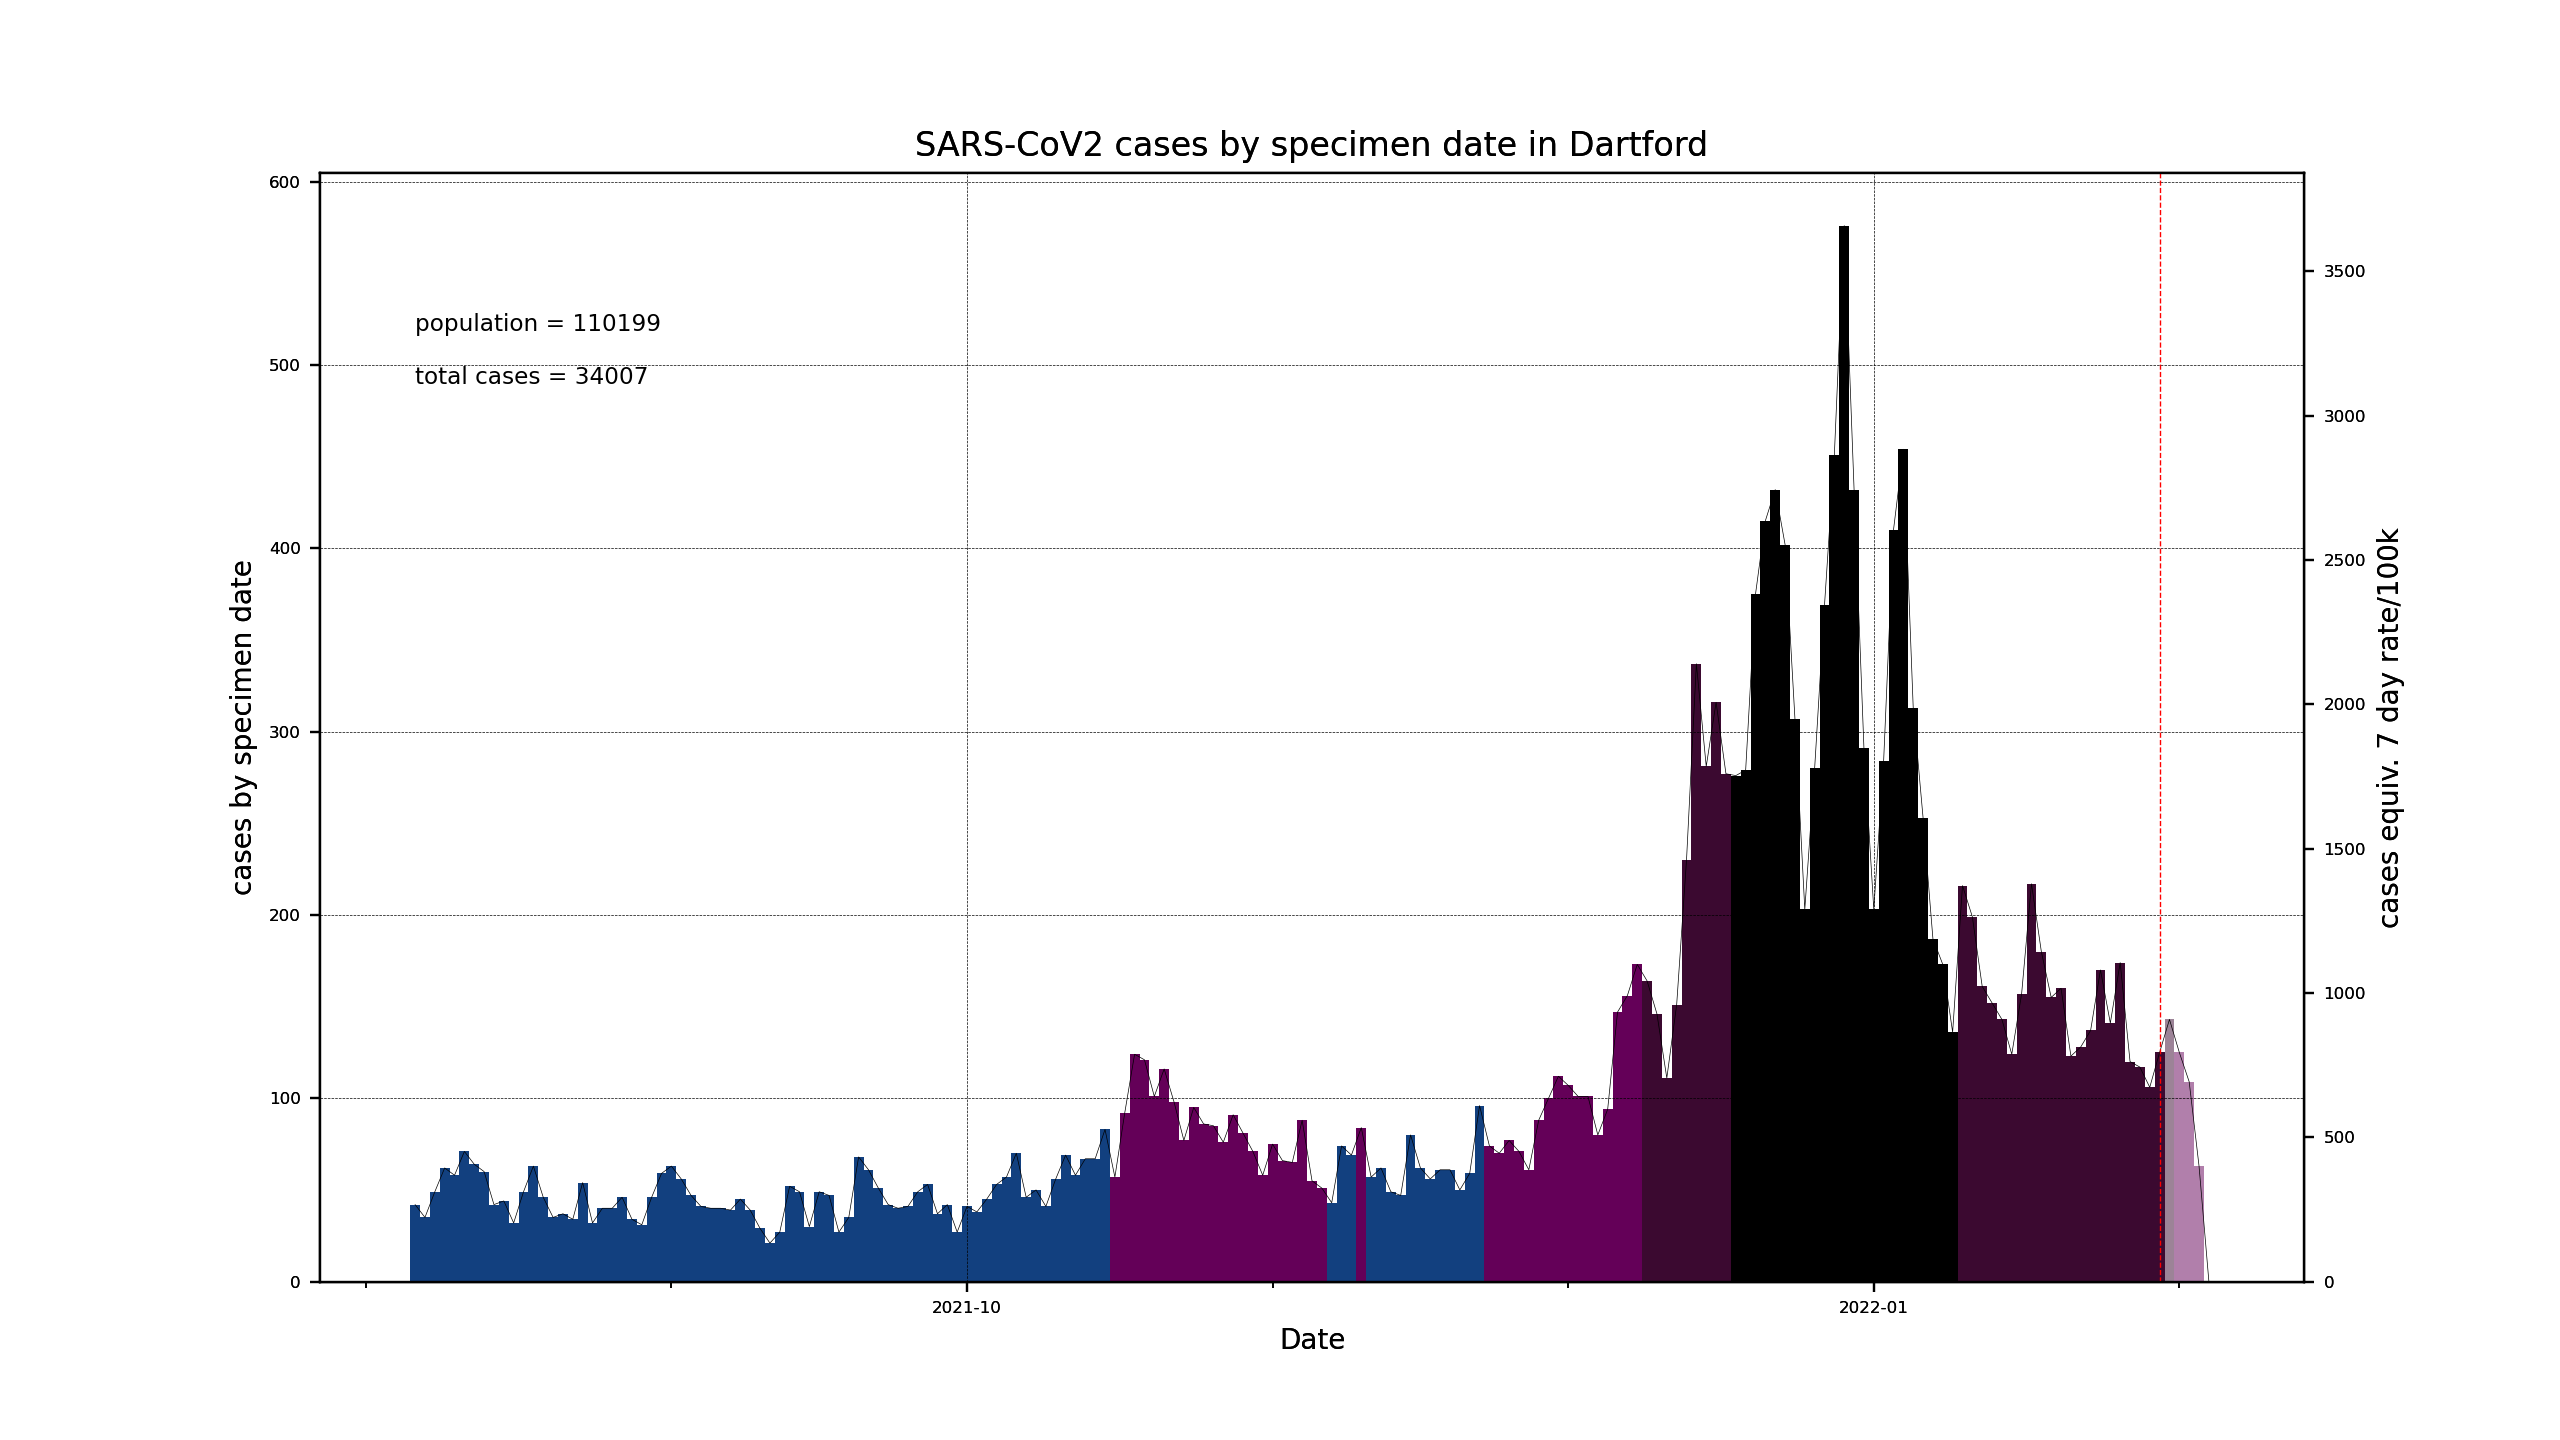 SARS-CoV2 cases by specimen date in Dartford
population = 110199
total cases = 34007
cases by specimen date
600
500
400
300
200
100
0
cases equiv. 7 day rate/100k
3500
3000
2500
2000
1500
1000
500
0
2021-10
2022-01
Date